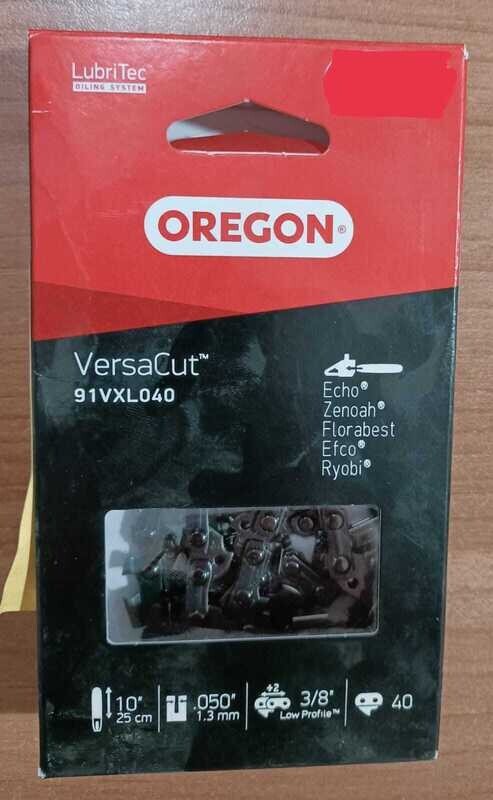 LubriTec™
OILING SYSTEM
OREGON®
VersaCut™
91VXL040
Echo®
Zenoah®
Florabest
Efco®
Ryobi®
10"
25 cm
.050"
1.3 mm
+2
3/8"
Low Profile™
40